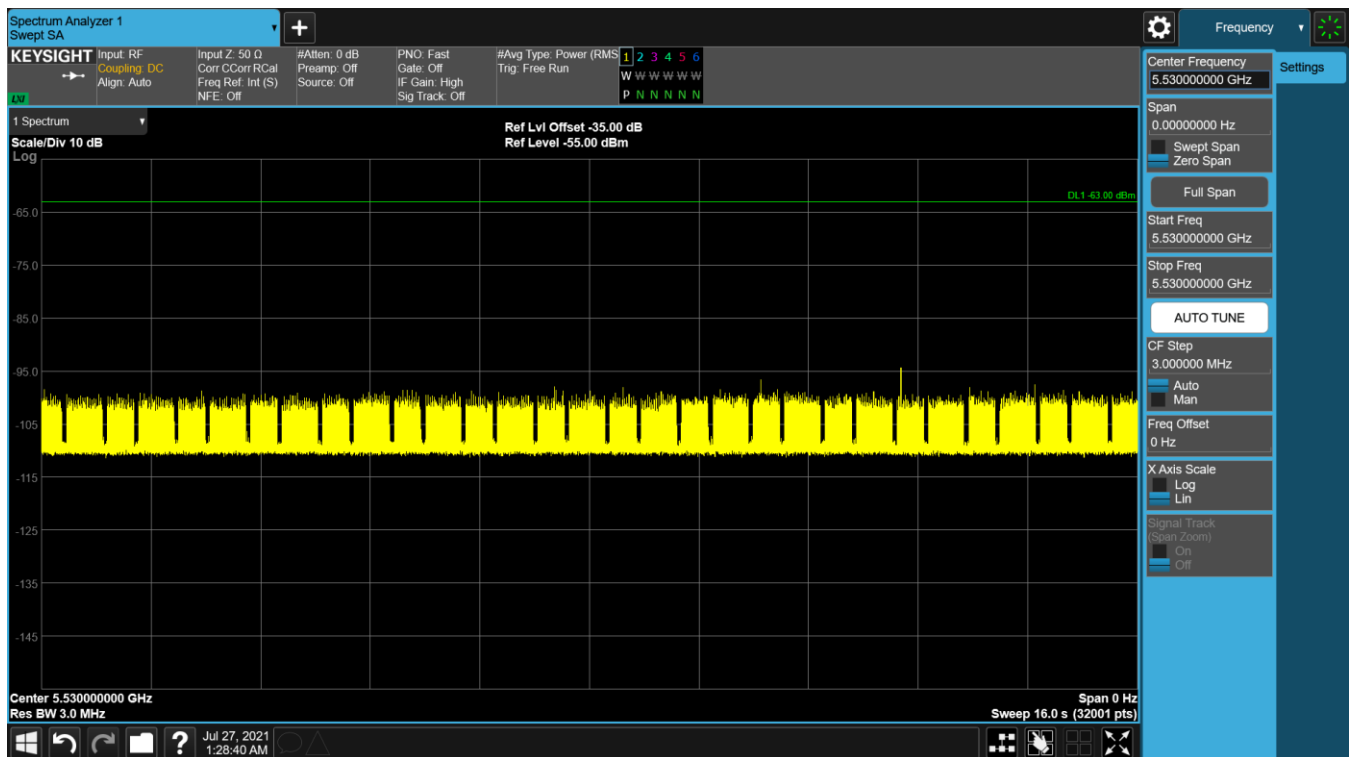 Spectrum Analyzer 1
Swept SA
+
Frequency
KEYSIGHT
LXI
Input: RF
Coupling: DC
Align: Auto
Input Z: 50 Ω
Corr CCorr RCal
Freq Ref: Int (S)
NFE: Off
#Atten: 0 dB
Preamp: Off
Source: Off
PNO: Fast
Gate: Off
IF Gain: High
Sig Track: Off
#Avg Type: Power (RMS
Trig: Free Run
1 2 3 4 5 6
W W W W W W
P N N N N N
1 Spectrum
Scale/Div 10 dB
Log
Ref Lvl Offset -35.00 dB
Ref Level -55.00 dBm
DL1 -63.00 dBm
-65.0
-75.0
-85.0
-95.0
-105
-115
-125
-135
-145
Center 5.530000000 GHz
Res BW 3.0 MHz
Span 0 Hz
Sweep 16.0 s (32001 pts)
Center Frequency
5.530000000 GHz
Settings
Span
0.00000000 Hz
Swept Span
Zero Span
Full Span
Start Freq
5.530000000 GHz
Stop Freq
5.530000000 GHz
AUTO TUNE
CF Step
3.000000 MHz
Auto
Man
Freq Offset
0 Hz
X Axis Scale
Log
Lin
Signal Track
(Span Zoom)
On
Off
?
Jul 27, 2021
1:28:40 AM